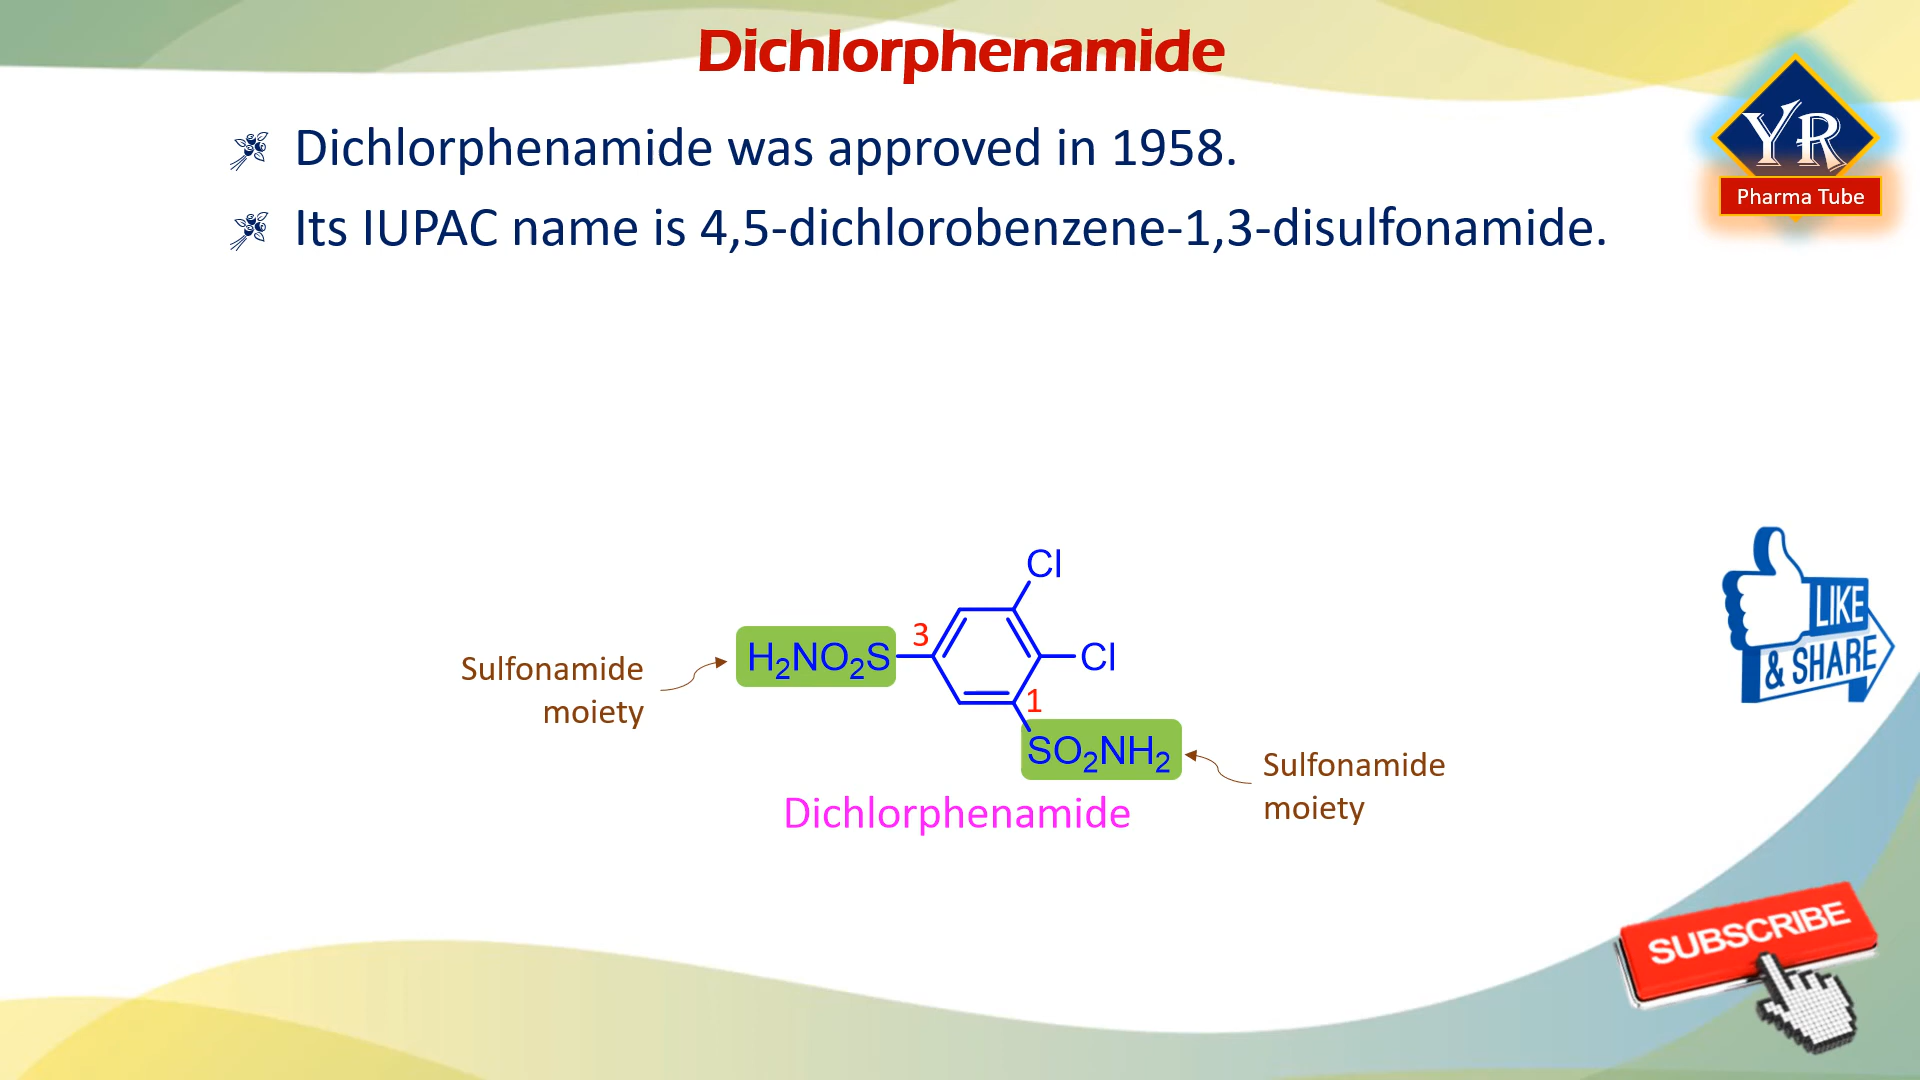 Dichlorphenamide
Dichlorphenamide was approved in 1958.
Its IUPAC name is 4,5-dichlorobenzene-1,3-disulfonamide.
YR
Pharma Tube
Cl
3
H₂NO₂S
Cl
Sulfonamide
moiety
1
SO₂NH₂
Sulfonamide
moiety
Dichlorphenamide
LIKE
& SHARE
SUBSCRIBE